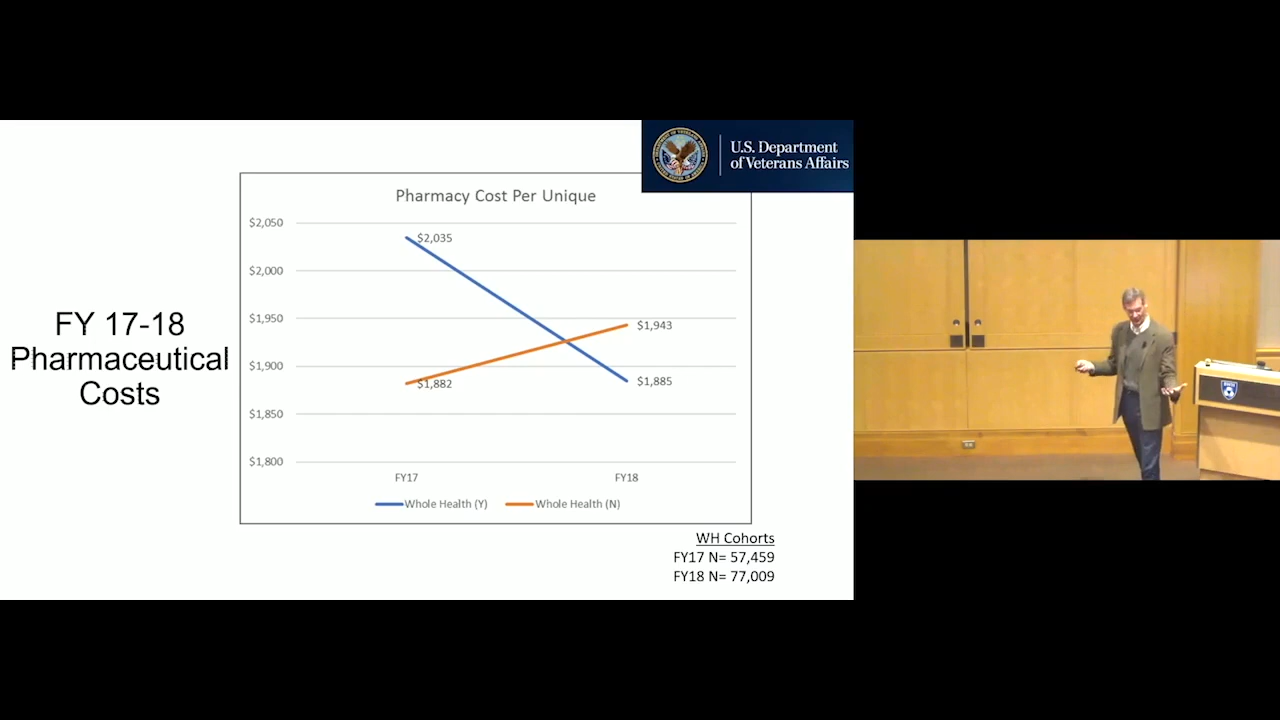 U.S. Department
of Veterans Affairs
FY 17-18
Pharmaceutical
Costs
Pharmacy Cost Per Unique
$2,050
$2,000
$1,950
$1,900
$1,850
$1,800
$2,035
$1,882
$1,943
$1,885
FY17
FY18
Whole Health (Y)
Whole Health (N)
WH Cohorts
FY17 N= 57,459
FY18 N= 77,009